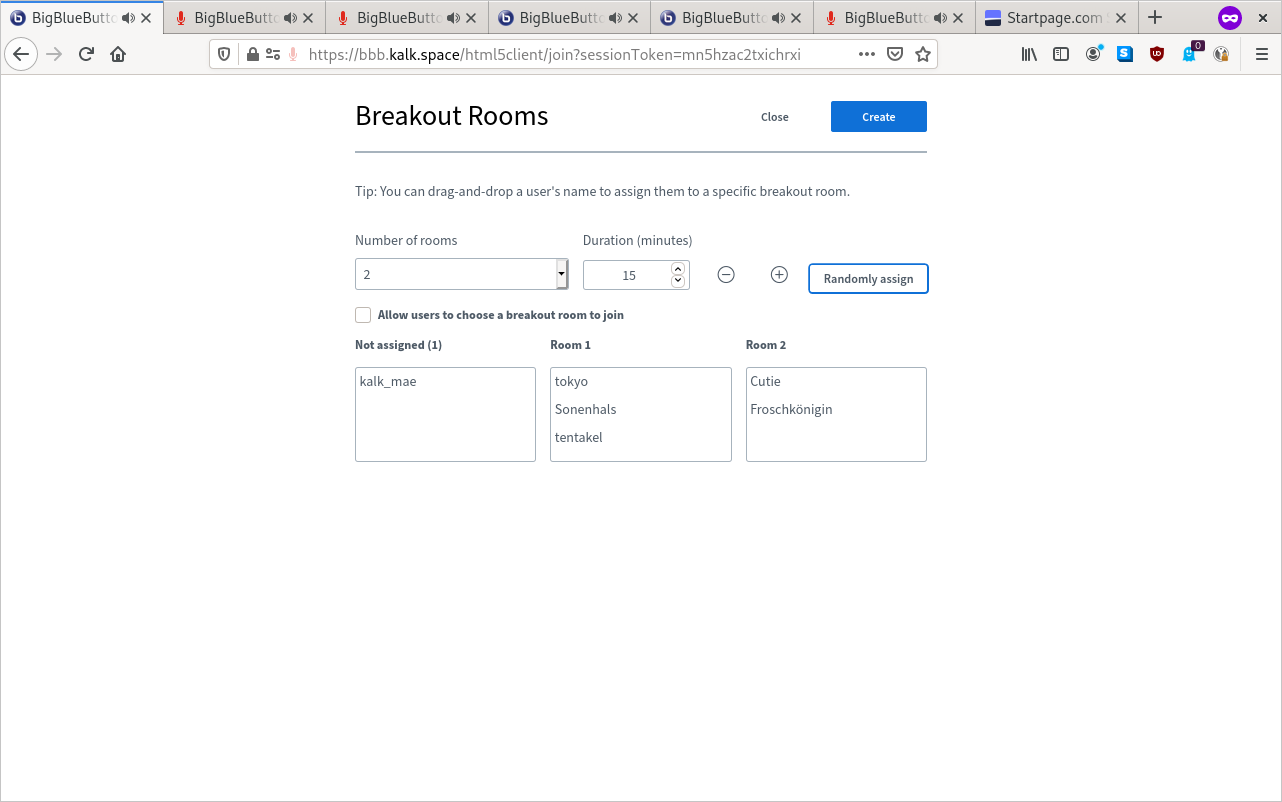 BigBlueButto BigBlueButto BigBlueButto BigBlueButto BigBlueButto BigBlueButto Startpage.com
https://bbb.kalk.space/html5client/join?sessionToken=mn5hzac2txichrxi
0
Breakout Rooms
Close
Create
Tip: You can drag-and-drop a user's name to assign them to a specific breakout room.
Number of rooms
Duration (minutes)
2
15
Randomly assign
Allow users to choose a breakout room to join
Not assigned (1)
Room 1
Room 2
kalk_mae
tokyo
Sonenhals
tentakel
Cutie
Froschkönigin